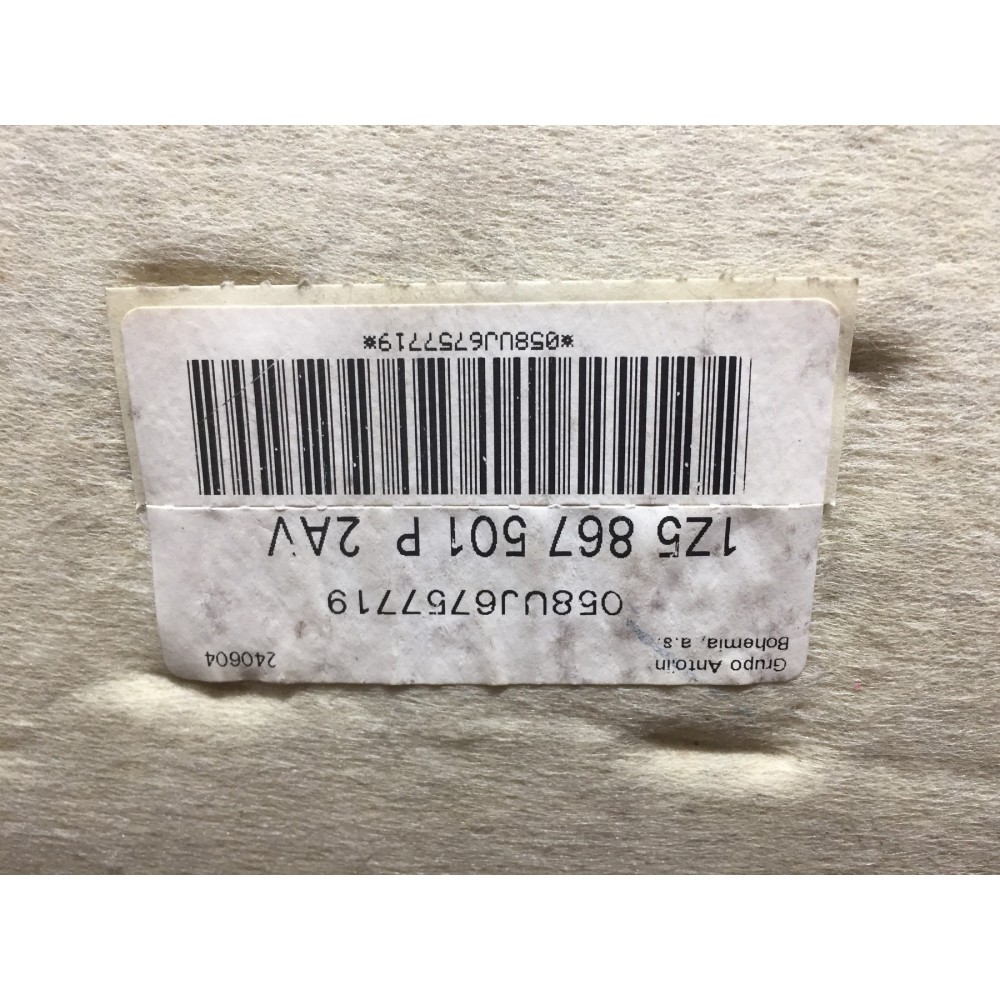 Grupo Antolin
Bohemia, a.s.
240604
058UJ6757719
1Z5 867 501 P 2AV
*058UJ6757719*